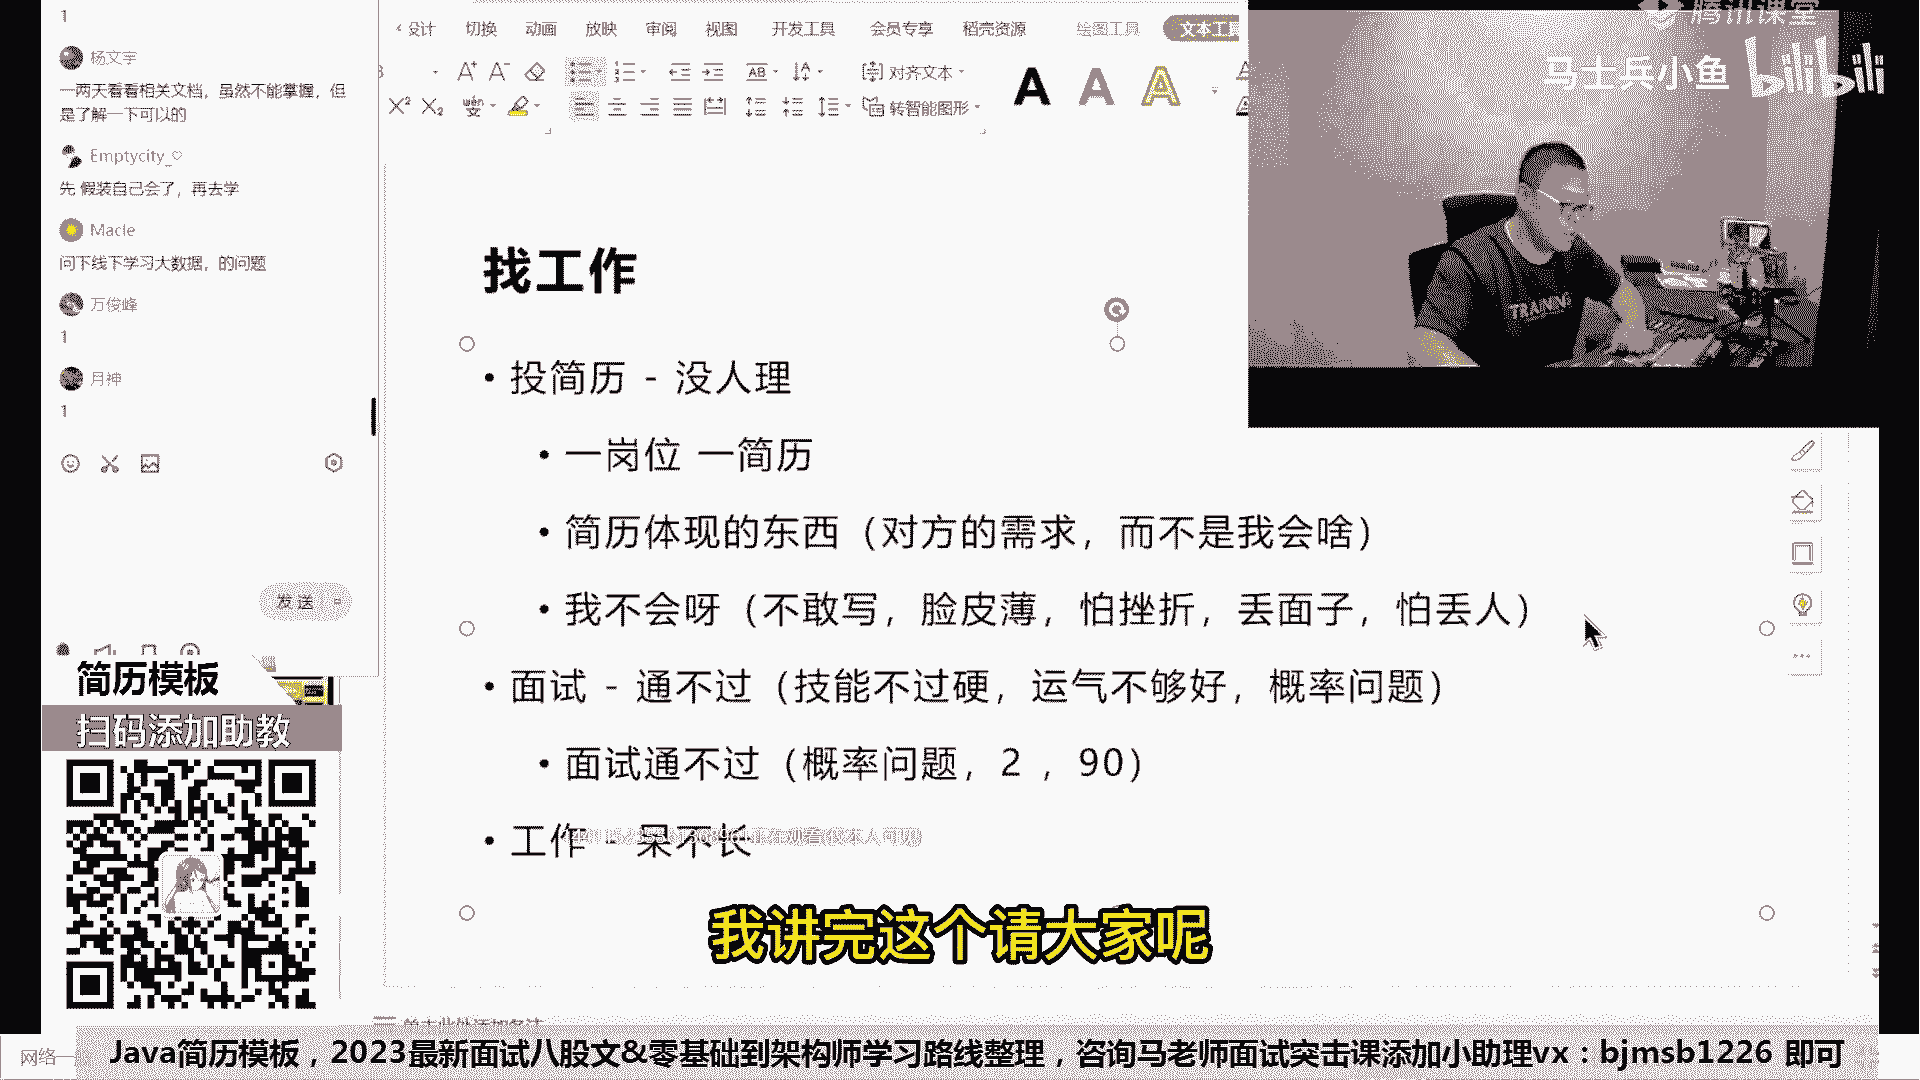 1
杨文宇
一两天看看相关文档，虽然不能掌握，但
是了解一下可以的
Emptycity_♡
先 假装自己会了，再去学
Macle
问下线下学习大数据，的问题
万俊峰
1
月神
1
发送
设计 切换 动画 放映 审阅 视图 开发工具 会员专享 稻壳资源 绘图工具 文本工具
对齐文本
转智能图形
腾讯课堂
马士兵小鱼 bilibili
找工作
• 投简历 - 没人理
• 一岗位 一简历
• 简历体现的东西（对方的需求，而不是我会啥）
• 我不会呀（不敢写，脸皮薄，怕挫折，丢面子，怕丢人）
• 面试 - 通不过（技能不过硬，运气不够好，概率问题）
• 面试通不过（概率问题，2 ，90）
• 工作 - 呆不长
正在观看(仅本人可见)
我讲完这个请大家呢
单击此处添加备注
简历模板
扫码添加助教
网络一
Java简历模板，2023最新面试八股文&零基础到架构师学习路线整理，咨询马老师面试突击课添加小助理vx：bjmsb1226 即可